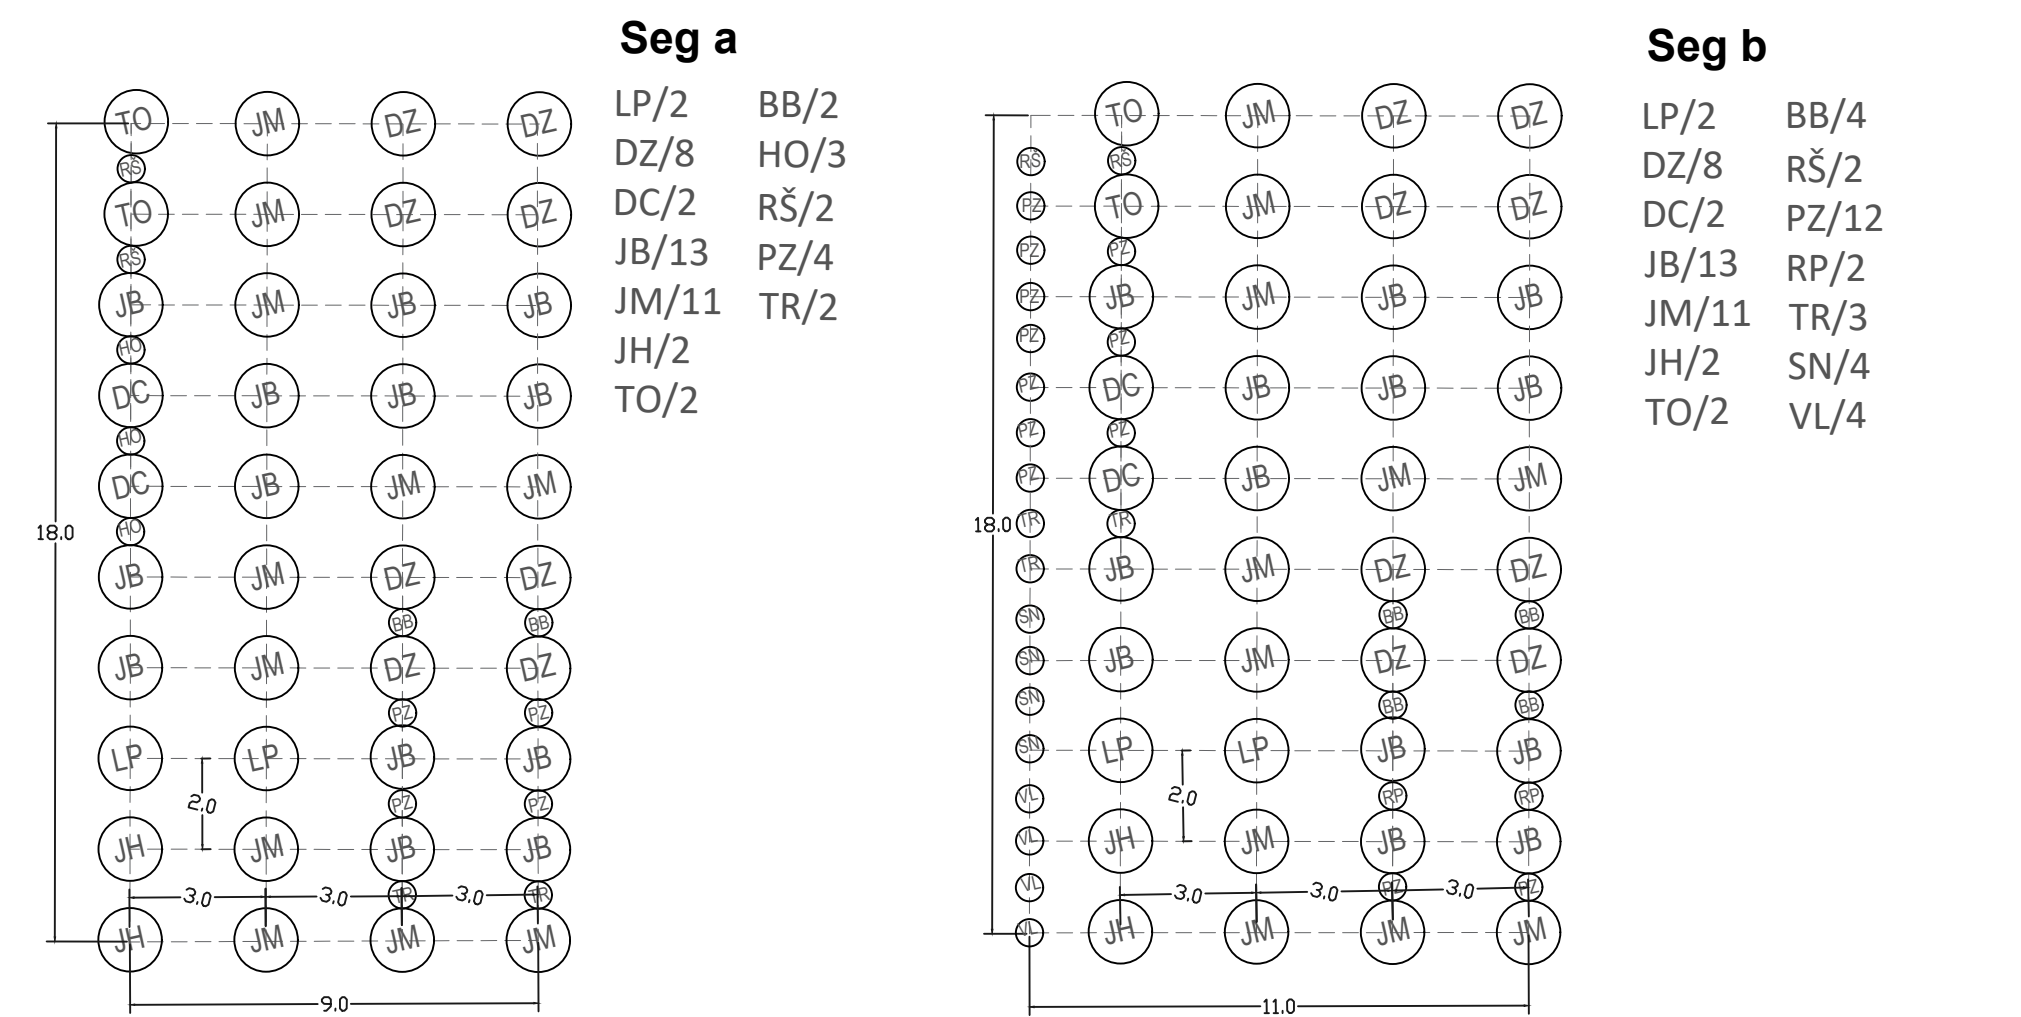 Seg a
LP/2 BB/2
DZ/8 HO/3
DC/2 RŠ/2
JB/13 PZ/4
JM/11 TR/2
JH/2
TO/2
TO JM DZ DZ
RŠ
TO JM DZ DZ
RŠ
JB JM JB JB
HO
DC JB JB JB
HO
DC JB JM JM
18.0 HO
JB JM DZ DZ
BB BB
JB JM DZ DZ
PZ PZ
LP LP JB JB
2.0 PZ PZ
JH JM JB JB
3.0 3.0 TR 3.0 TR
JH JM JM JM
9.0
Seg b
LP/2 BB/4
DZ/8 RŠ/2
DC/2 PZ/12
JB/13 RP/2
JM/11 TR/3
JH/2 SN/4
TO/2 VL/4
TO JM DZ DZ
RŠ RŠ
PZ TO JM DZ DZ
PZ PZ
PZ JB JM JB JB
PZ PZ
PZ DC JB JB JB
PZ PZ
PZ DC JB JM JM
18.0 TR TR
TR JB JM DZ DZ
SN BB BB
SN JB JM DZ DZ
SN BB BB
SN LP LP JB JB
VL 2.0 RP RP
VL JH JM JB JB
VL 3.0 3.0 PZ 3.0 PZ
VL JH JM JM JM
11.0